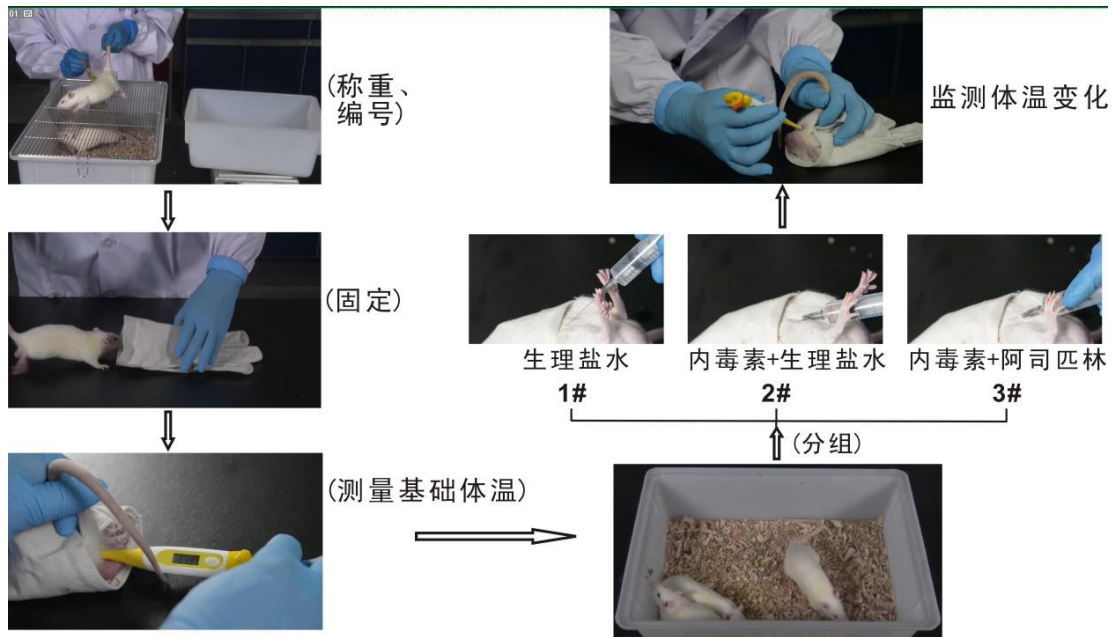 01
(称重、
编号)
(固定)
(测量基础体温)
(分组)
生理盐水
1#
内毒素+生理盐水
2#
内毒素+阿司匹林
3#
监测体温变化